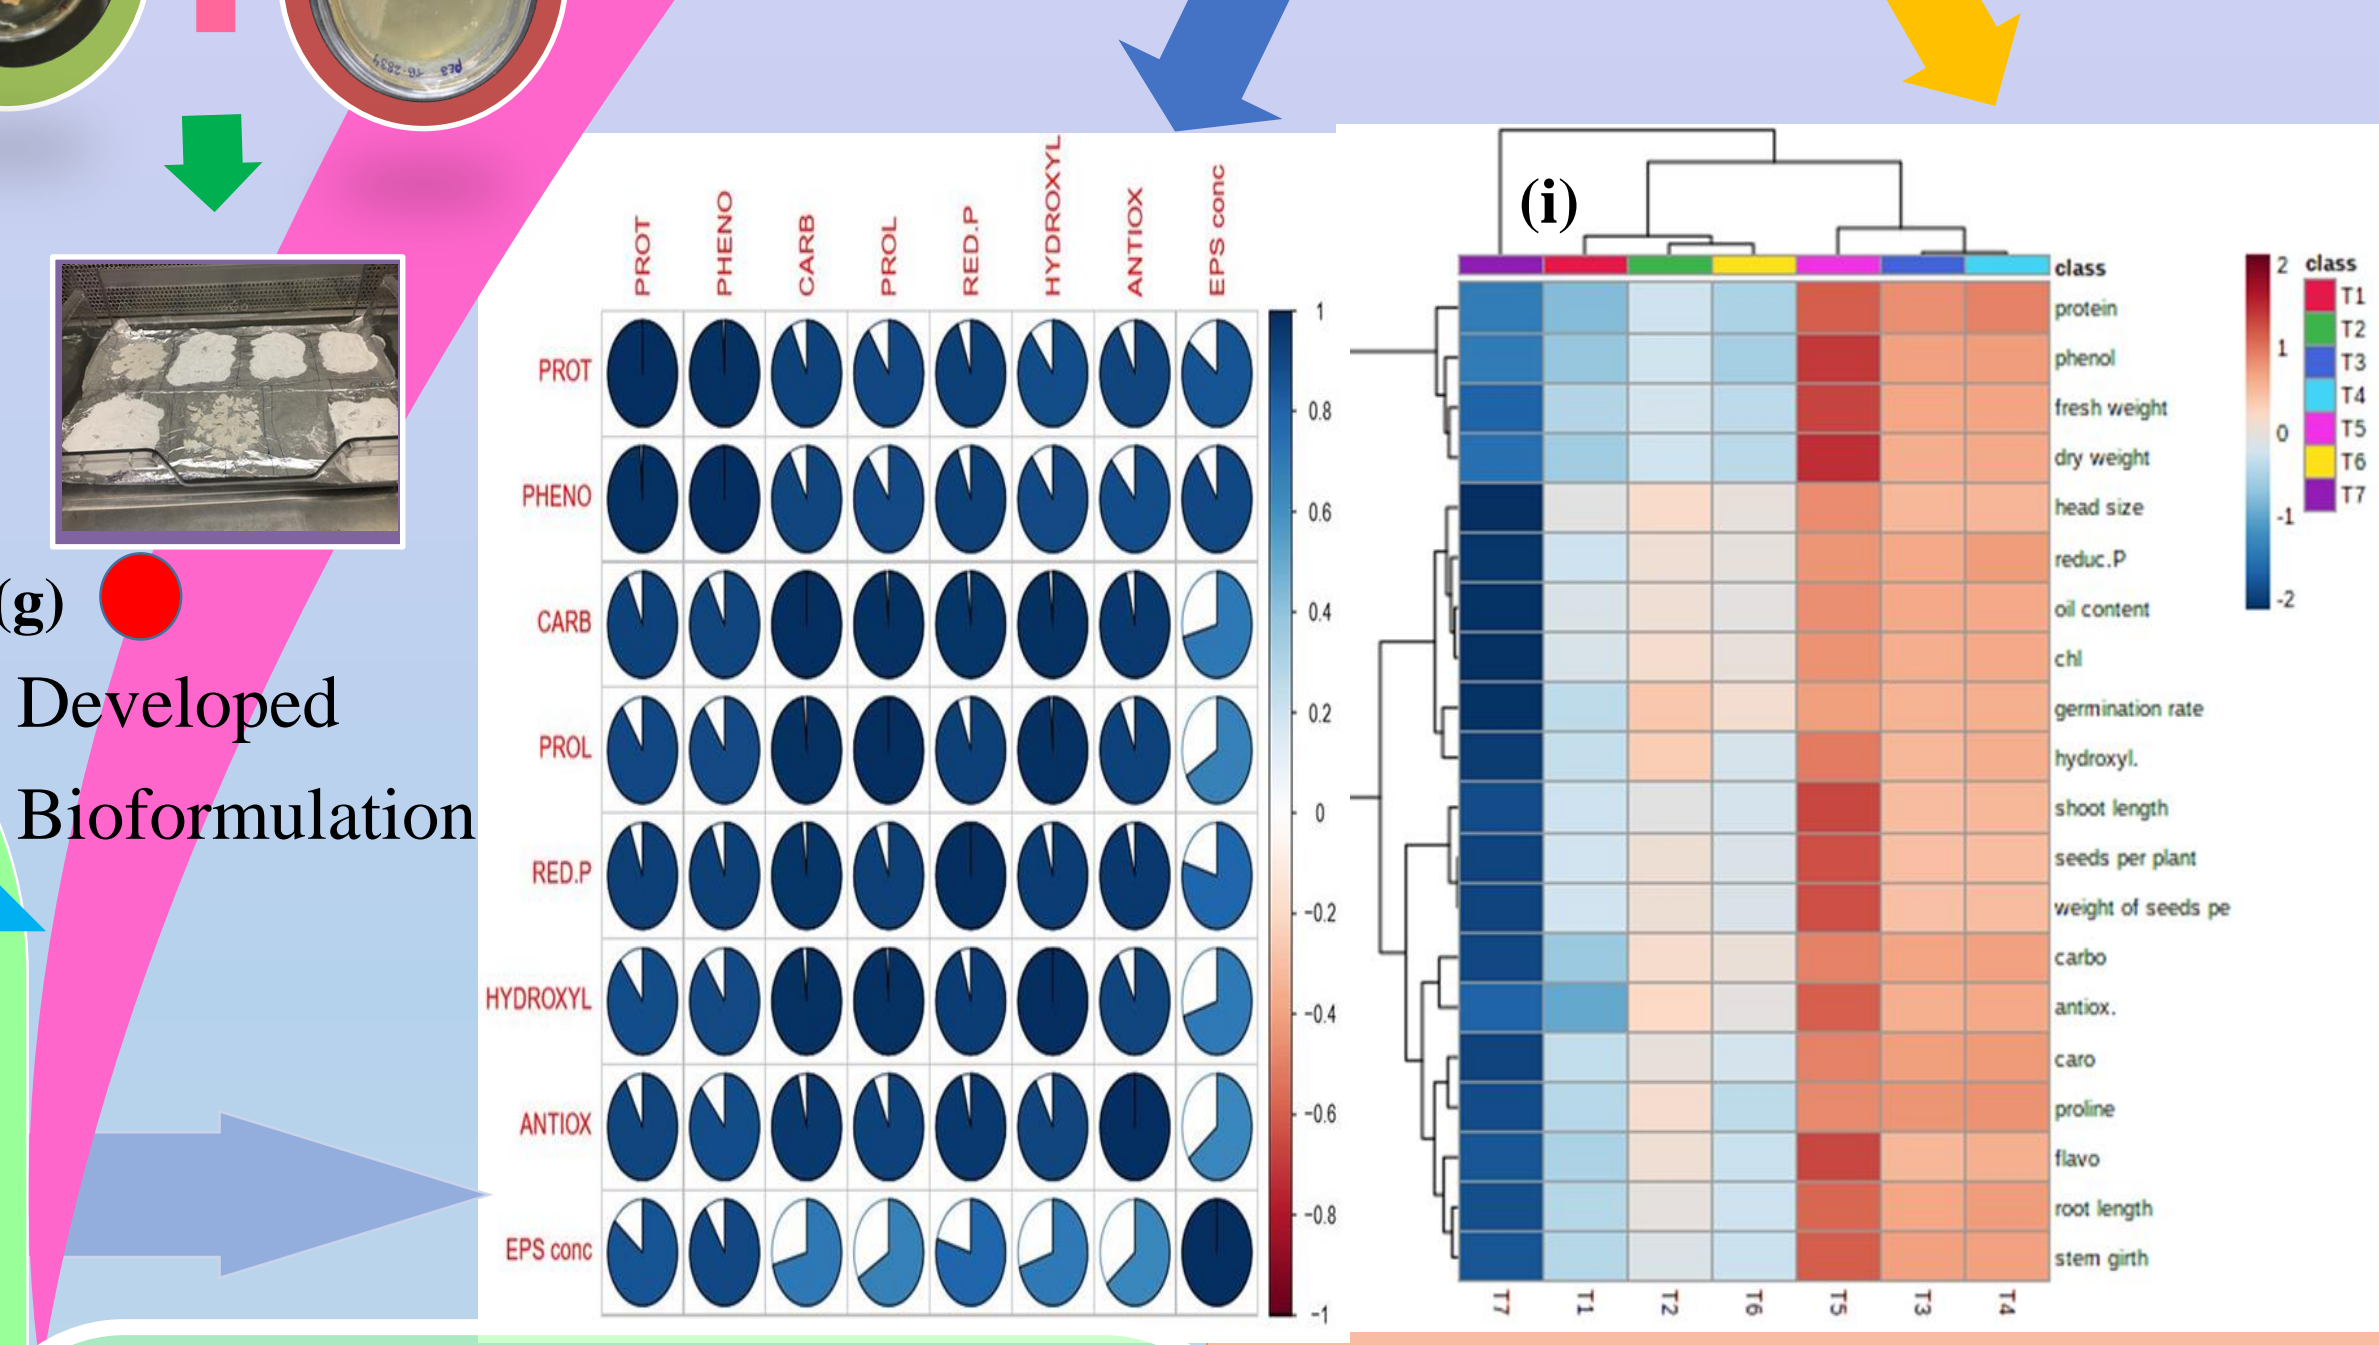 (g)
Developed
Bioformulation
PROT PHENO CARB PROL RED.P HYDROXYL ANTIOX EPS conc
PROT
PHENO
CARB
PROL
RED.P
HYDROXYL
ANTIOX
EPS conc
1
0.8
0.6
0.4
0.2
0
-0.2
-0.4
-0.6
-0.8
-1
(i)
class
protein
phenol
fresh weight
dry weight
head size
reduc.P
oil content
chl
germination rate
hydroxyl.
shoot length
seeds per plant
weight of seeds pe
carbo
antiox.
caro
proline
flavo
root length
stem girth
T7 T1 T2 T6 T5 T3 T4
2
1
0
-1
-2
class
T1
T2
T3
T4
T5
T6
T7